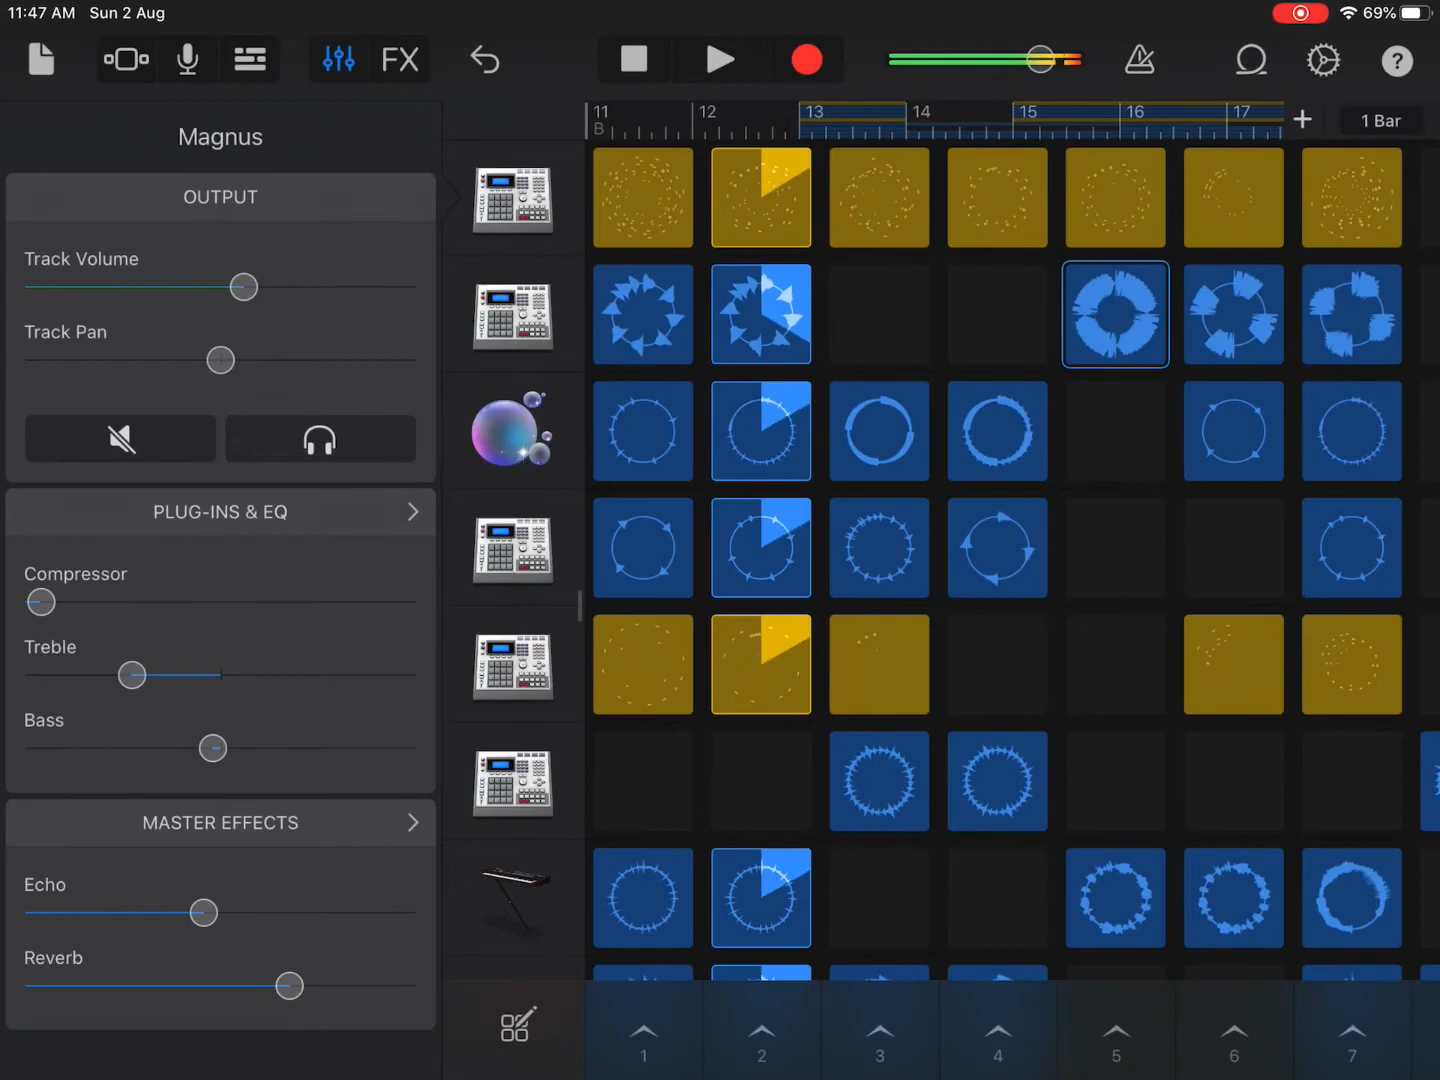 11:47 AM Sun 2 Aug
69%
FX
?
11 12 13 14 15 16 17
B
+ 1 Bar
Magnus
OUTPUT
Track Volume
Track Pan
PLUG-INS & EQ
Compressor
Treble
Bass
MASTER EFFECTS
Echo
Reverb
1 2 3 4 5 6 7